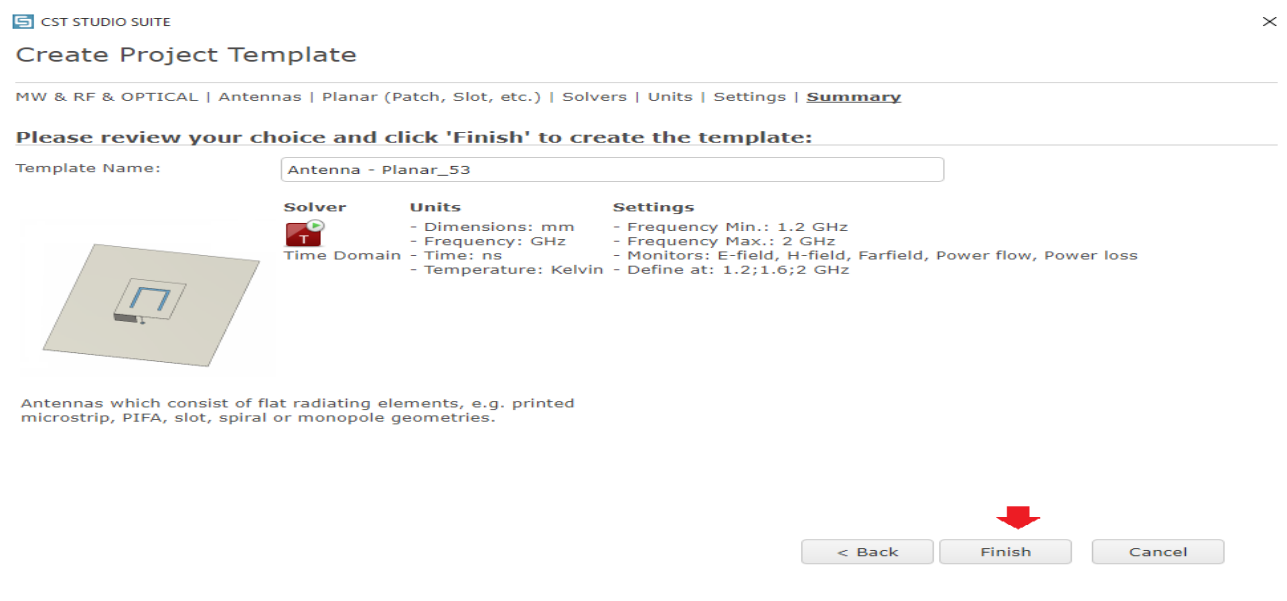 CST STUDIO SUITE
Create Project Template
MW & RF & OPTICAL | Antennas | Planar (Patch, Slot, etc.) | Solvers | Units | Settings | Summary
Please review your choice and click 'Finish' to create the template:
Template Name: Antenna - Planar_53
Solver Units Settings
- Dimensions: mm - Frequency Min.: 1.2 GHz
T - Frequency: GHz - Frequency Max.: 2 GHz
Time Domain - Time: ns - Monitors: E-field, H-field, Farfield, Power flow, Power loss
- Temperature: Kelvin - Define at: 1.2;1.6;2 GHz
Antennas which consist of flat radiating elements, e.g. printed
microstrip, PIFA, slot, spiral or monopole geometries.
< Back Finish Cancel